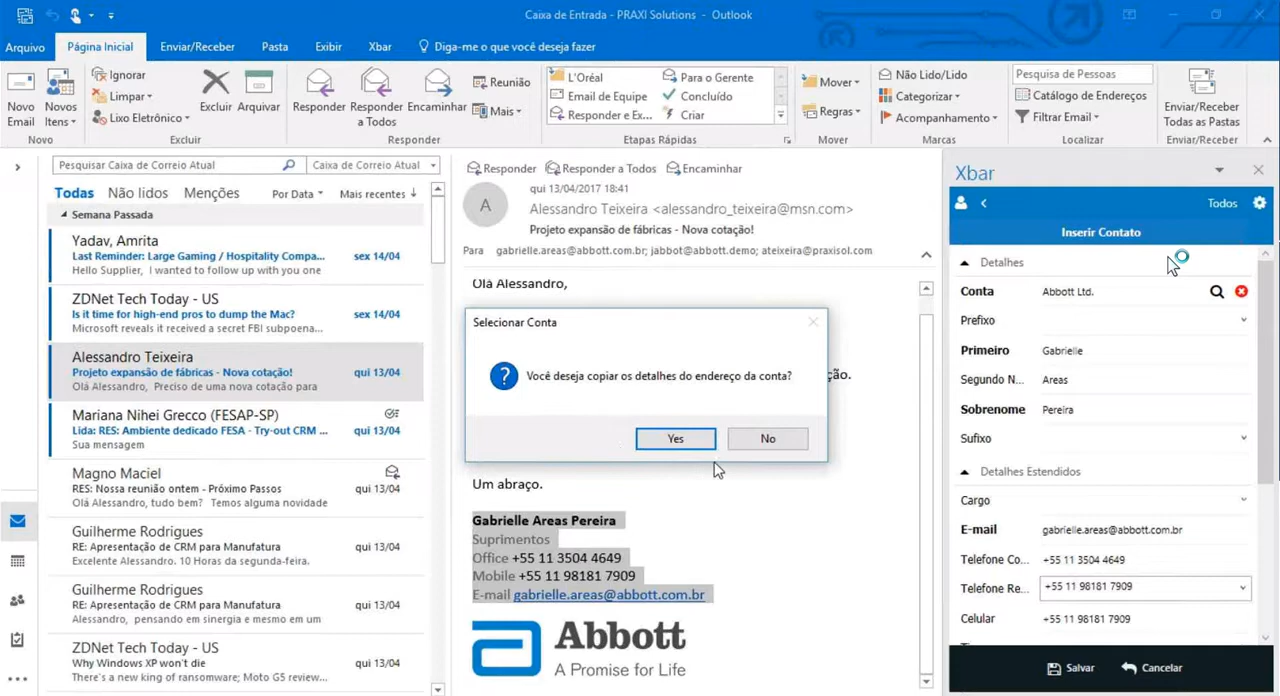 Caixa de Entrada - PRAXI Solutions - Outlook
Arquivo
Página Inicial
Enviar/Receber
Pasta
Exibir
Xbar
Diga-me o que você deseja fazer
Novo Email
Novos Itens
Novo
Ignorar
Limpar
Lixo Eletrônico
Excluir
Arquivar
Excluir
Responder
Responder a Todos
Encaminhar
Reunião
Mais
Responder
L'Oréal
Email de Equipe
Responder e Ex...
Para o Gerente
Concluído
Criar
Etapas Rápidas
Mover
Regras
Mover
Não Lido/Lido
Categorizar
Acompanhamento
Marcas
Pesquisa de Pessoas
Catálogo de Endereços
Filtrar Email
Localizar
Enviar/Receber
Todas as Pastas
Enviar/Receber
Pesquisar Caixa de Correio Atual
Caixa de Correio Atual
Todas
Não lidos
Menções
Por Data
Mais recentes
Semana Passada
Yadav, Amrita
Last Reminder: Large Gaming / Hospitality Compa... sex 14/04
Hello Supplier, I wanted to follow up with you one
ZDNet Tech Today - US
Is it time for high-end pros to dump the Mac? sex 14/04
Microsoft reveals it received a secret FBI subpoena...
Alessandro Teixeira
Projeto expansão de fábricas - Nova cotação! qui 13/04
Olá Alessandro, Preciso de uma nova cotação para
Mariana Nihei Grecco (FESAP-SP)
Lida: RES: Ambiente dedicado FESA - Try-out CRM ... qui 13/04
Sua mensagem
Magno Maciel
RES: Nossa reunião ontem - Próximo Passos qui 13/04
Olá Alessandro, tudo bem? Temos alguma novidade
Guilherme Rodrigues
RE: Apresentação de CRM para Manufatura qui 13/04
Excelente Alessandro. 10 Horas da segunda-feira.
Guilherme Rodrigues
RE: Apresentação de CRM para Manufatura qui 13/04
Alessandro, pensando em sinergia e mesmo em um
ZDNet Tech Today - US
Why Windows XP won't die qui 13/04
There's a new king of ransomware; Moto G5 review...
Responder
Responder a Todos
Encaminhar
A
qui 13/04/2017 18:41
Alessandro Teixeira <alessandro_teixeira@msn.com>
Projeto expansão de fábricas - Nova cotação!
Para gabrielle.areas@abbott.com.br; jabbot@abbott.demo; ateixeira@praxisol.com
Olá Alessandro,
Selecionar Conta
Você deseja copiar os detalhes do endereço da conta?
Yes
No
ção.
Um abraço.
Gabrielle Areas Pereira
Suprimentos
Office +55 11 3504 4649
Mobile +55 11 98181 7909
E-mail gabrielle.areas@abbott.com.br
Abbott
A Promise for Life
Xbar
Todos
Inserir Contato
Detalhes
Conta Abbott Ltd.
Prefixo
Primeiro Gabrielle
Segundo N... Areas
Sobrenome Pereira
Sufixo
Detalhes Estendidos
Cargo
E-mail gabrielle.areas@abbott.com.br
Telefone Co... +55 11 3504 4649
Telefone Re... +55 11 98181 7909
Celular +55 11 98181 7909
Salvar
Cancelar